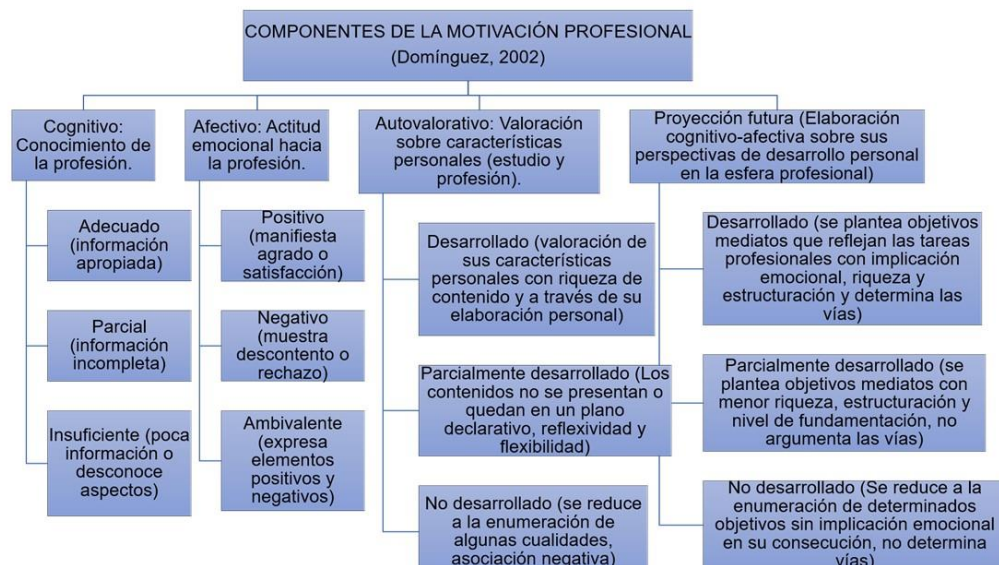 COMPONENTES DE LA MOTIVACIÓN PROFESIONAL
(Domínguez, 2002)
Cognitivo:
Conocimiento de
la profesión.
Adecuado
(información
apropiada)
Parcial
(información
incompleta)
Insuficiente (poca
información o
desconoce
aspectos)
Afectivo: Actitud
emocional hacia
la profesión.
Positivo
(manifiesta
agrado o
satisfacción)
Negativo
(muestra
descontento o
rechazo)
Ambivalente
(expresa
elementos
positivos y
negativos)
Autovalorativo: Valoración
sobre características
personales (estudio y
profesión).
Desarrollado (valoración de
sus características
personales con riqueza de
contenido y a través de su
elaboración personal)
Parcialmente desarrollado (Los
contenidos no se presentan o
quedan en un plano
declarativo, reflexividad y
flexibilidad)
No desarrollado (se reduce
a la enumeración de
algunas cualidades,
asociación negativa)
Proyección futura (Elaboración
cognitivo-afectiva sobre sus
perspectivas de desarrollo personal
en la esfera profesional)
Desarrollado (se plantea objetivos
mediatos que reflejan las tareas
profesionales con implicación
emocional, riqueza y
estructuración y determina las
vías)
Parcialmente desarrollado (se
plantea objetivos mediatos con
menor riqueza, estructuración y
nivel de fundamentación, no
argumenta las vías)
No desarrollado (Se reduce a la
enumeración de determinados
objetivos sin implicación emocional
en su consecución, no determina
vías)